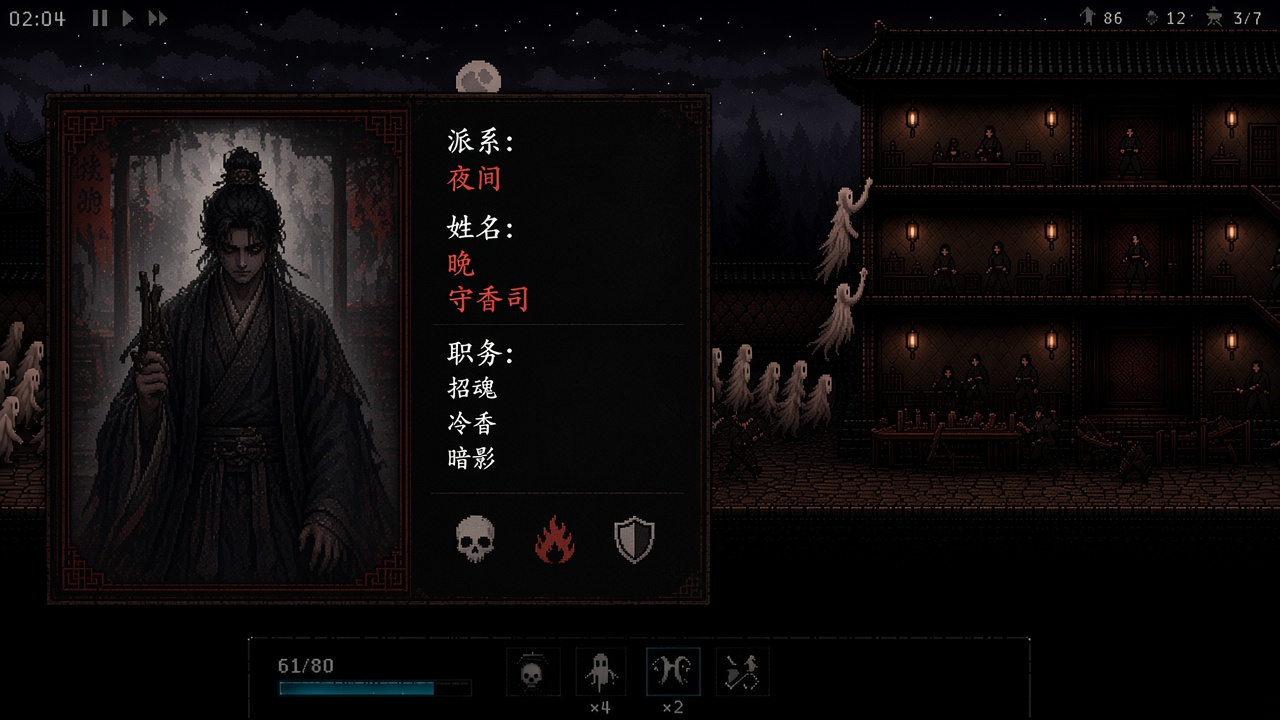 02:04
86 12 3/7
派系:
夜间
姓名:
晚
守香司
职务:
招魂
冷香
暗影
61/80
×4 ×2